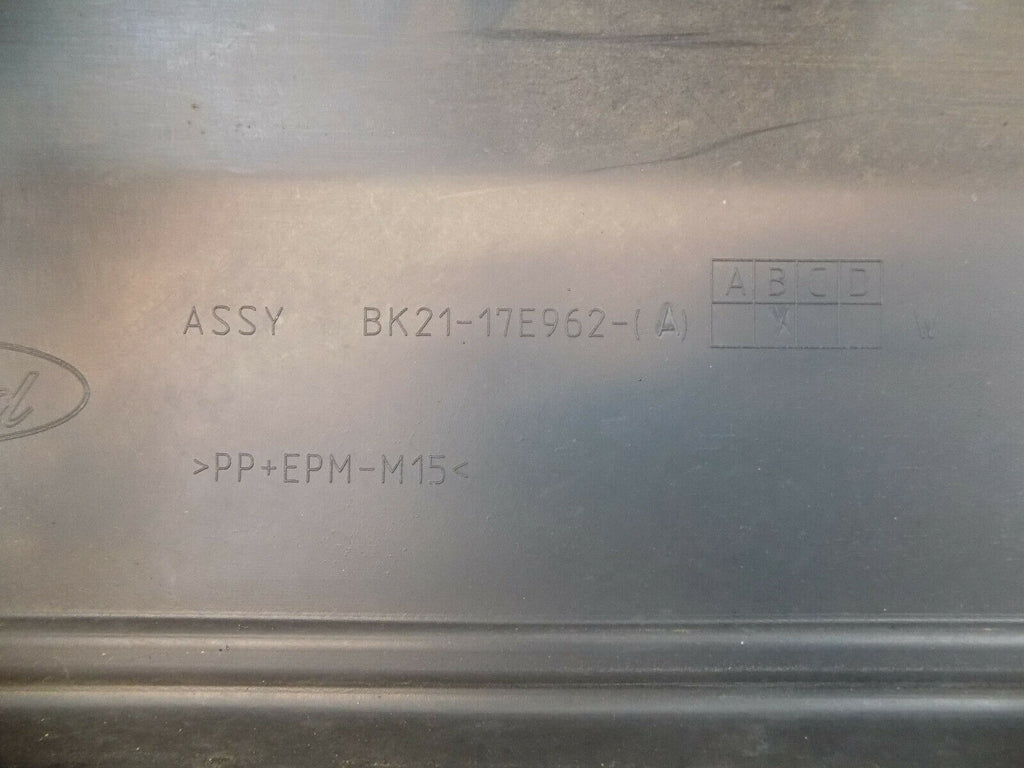 A B C D
ASSY BK21-17E962-(A) X
>PP+EPM-M15<